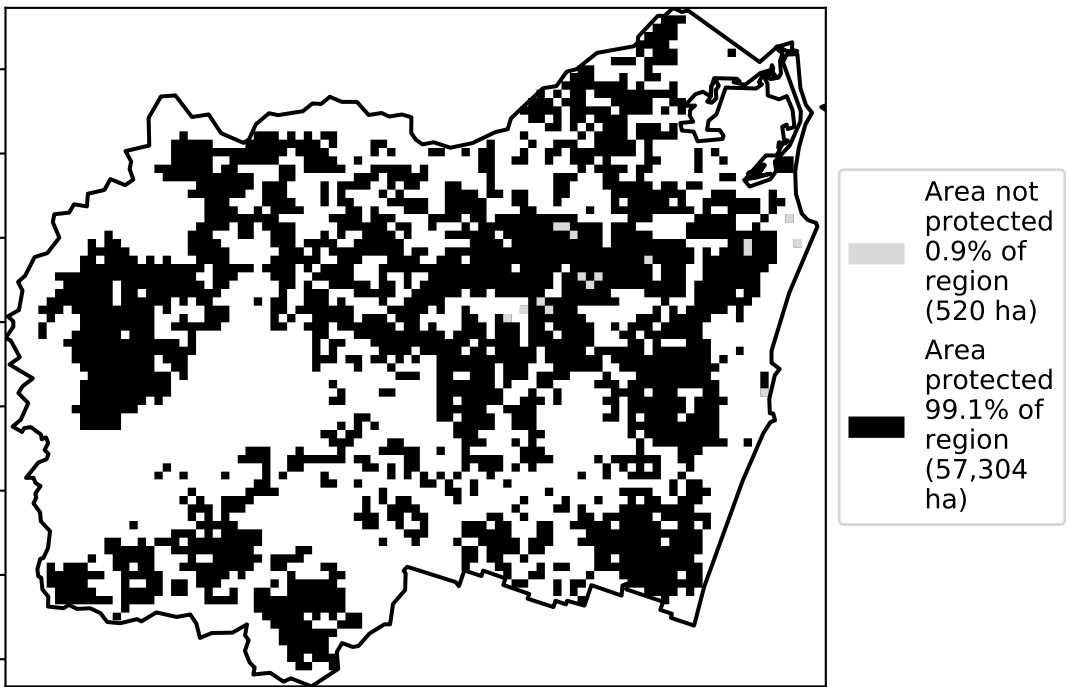 Area not
protected
0.9% of
region
(520 ha)
Area
protected
99.1% of
region
(57,304
ha)